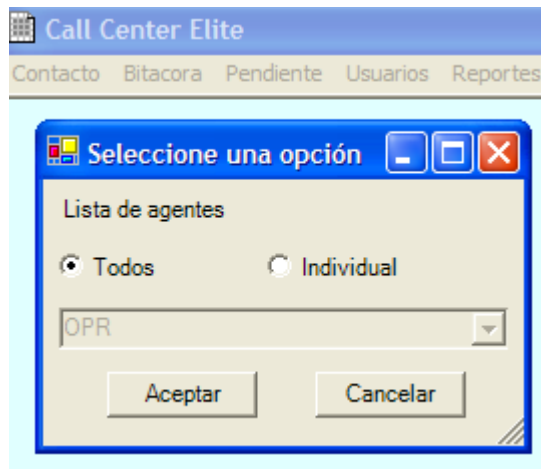 Call Center Elite
Contacto Bitacora Pendiente Usuarios Reportes
Seleccione una opción
Lista de agentes
Todos Individual
OPR
Aceptar Cancelar